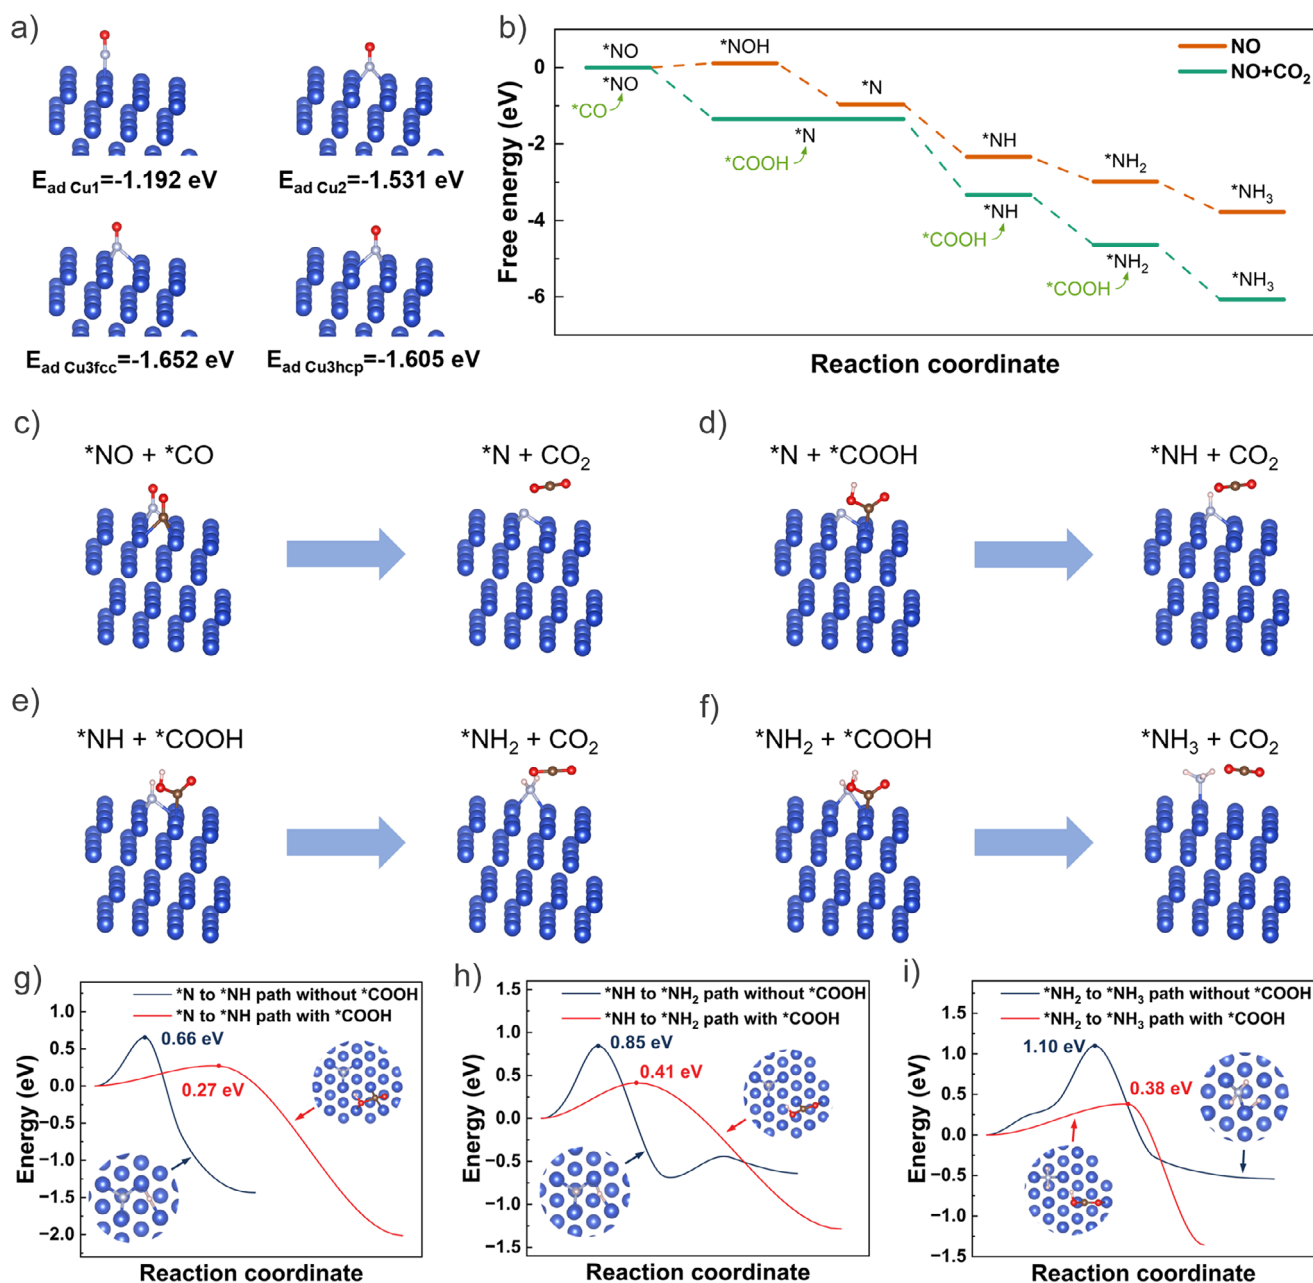 a)
E_ad Cu1=-1.192 eV
E_ad Cu2=-1.531 eV
E_ad Cu3fcc=-1.652 eV
E_ad Cu3hcp=-1.605 eV
b)
Free energy (eV)
0
-2
-4
-6
*NO
*NO
*CO
*NOH
*N
*N
*COOH
*NH
*NH
*COOH
*NH₂
*NH₂
*COOH
*NH₃
*NH₃
NO
NO+CO₂
Reaction coordinate
c)
*NO + *CO
*N + CO₂
d)
*N + *COOH
*NH + CO₂
e)
*NH + *COOH
*NH₂ + CO₂
f)
*NH₂ + *COOH
*NH₃ + CO₂
g)
*N to *NH path without *COOH
*N to *NH path with *COOH
Energy (eV)
1.0
0.5
0.0
−0.5
−1.0
−1.5
−2.0
0.66 eV
0.27 eV
Reaction coordinate
h)
*NH to *NH₂ path without *COOH
*NH to *NH₂ path with *COOH
Energy (eV)
1.5
1.0
0.5
0.0
−0.5
−1.0
−1.5
0.85 eV
0.41 eV
Reaction coordinate
i)
*NH₂ to *NH₃ path without *COOH
*NH₂ to *NH₃ path with *COOH
Energy (eV)
1.5
1.0
0.5
0.0
−0.5
−1.0
−1.5
1.10 eV
0.38 eV
Reaction coordinate